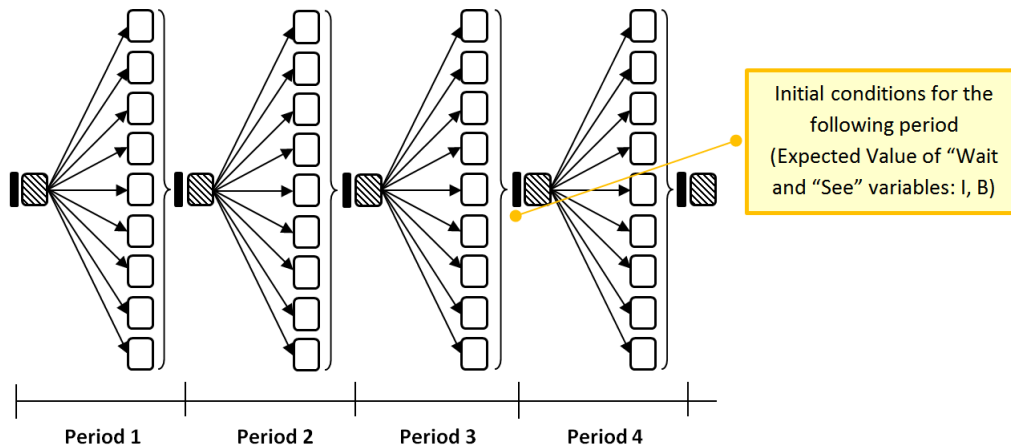 Initial conditions for the
following period
(Expected Value of “Wait
and “See” variables: I, B)
Period 1
Period 2
Period 3
Period 4